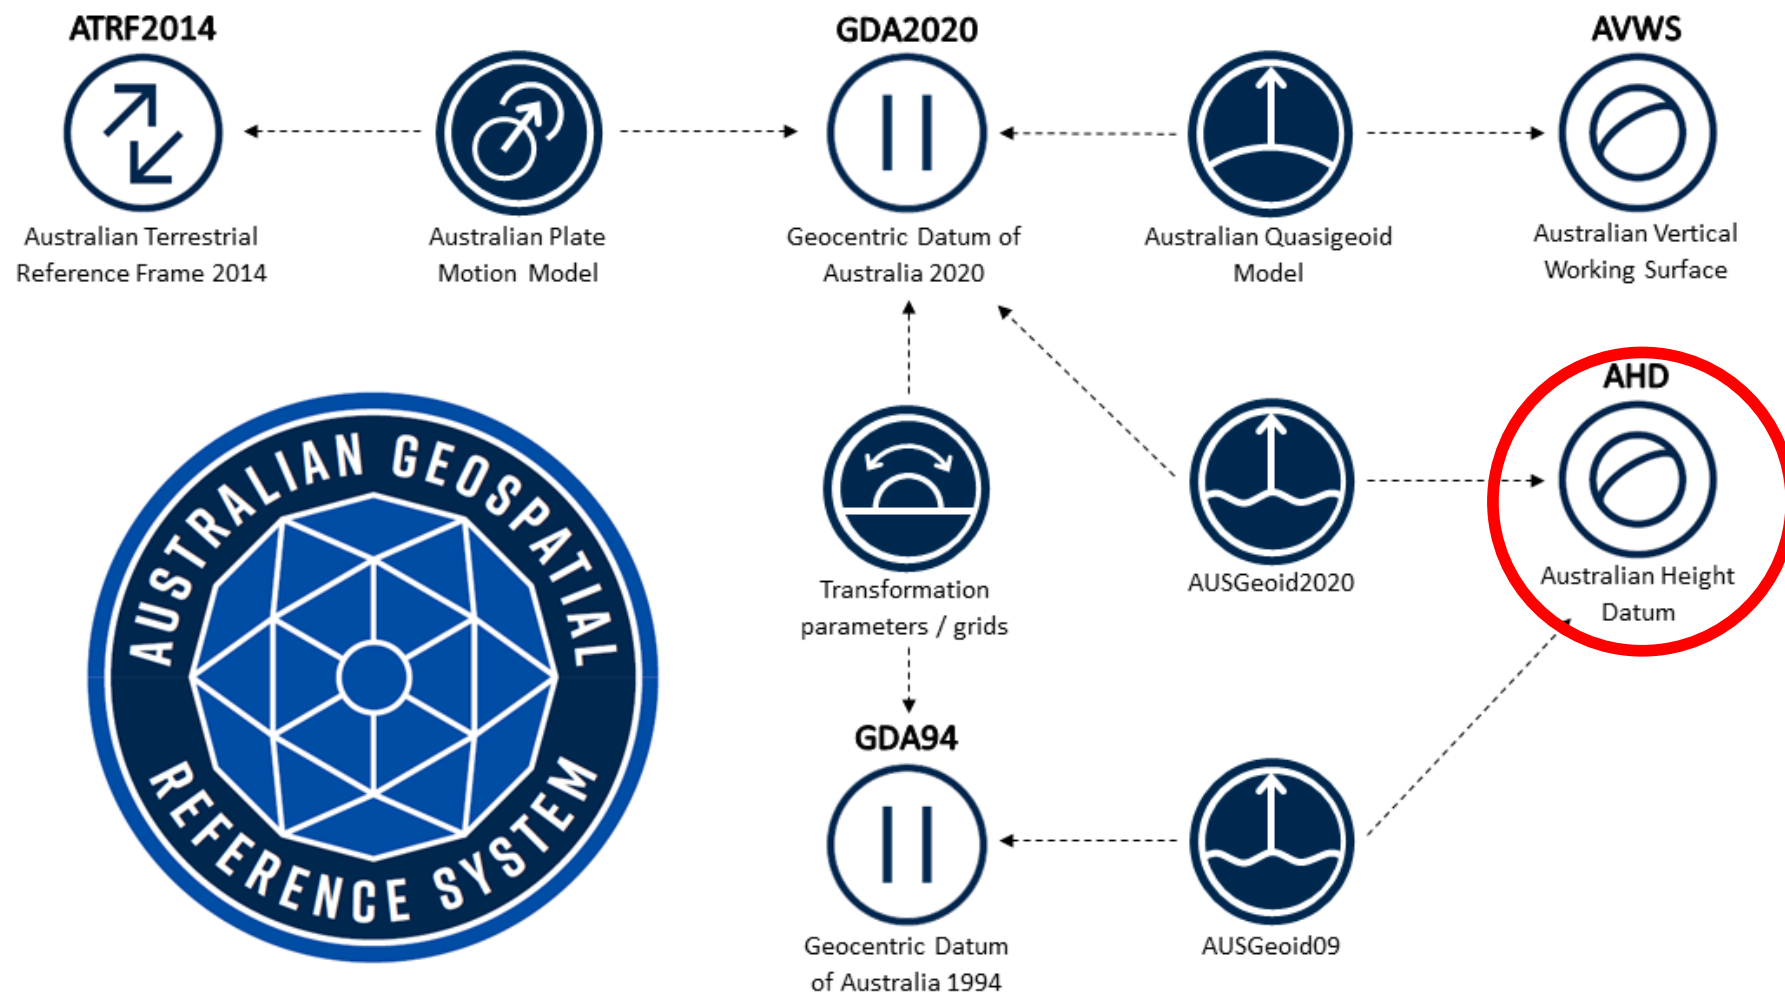 ATRF2014
GDA2020
AVWS
Australian Terrestrial
Reference Frame 2014
Australian Plate
Motion Model
Geocentric Datum of
Australia 2020
Australian Quasigeoid
Model
Australian Vertical
Working Surface
AHD
Australian Height
Datum
AUSTRALIAN GEOSPATIAL
REFERENCE SYSTEM
Transformation
parameters / grids
AUSGeoid2020
GDA94
Geocentric Datum
of Australia 1994
AUSGeoid09